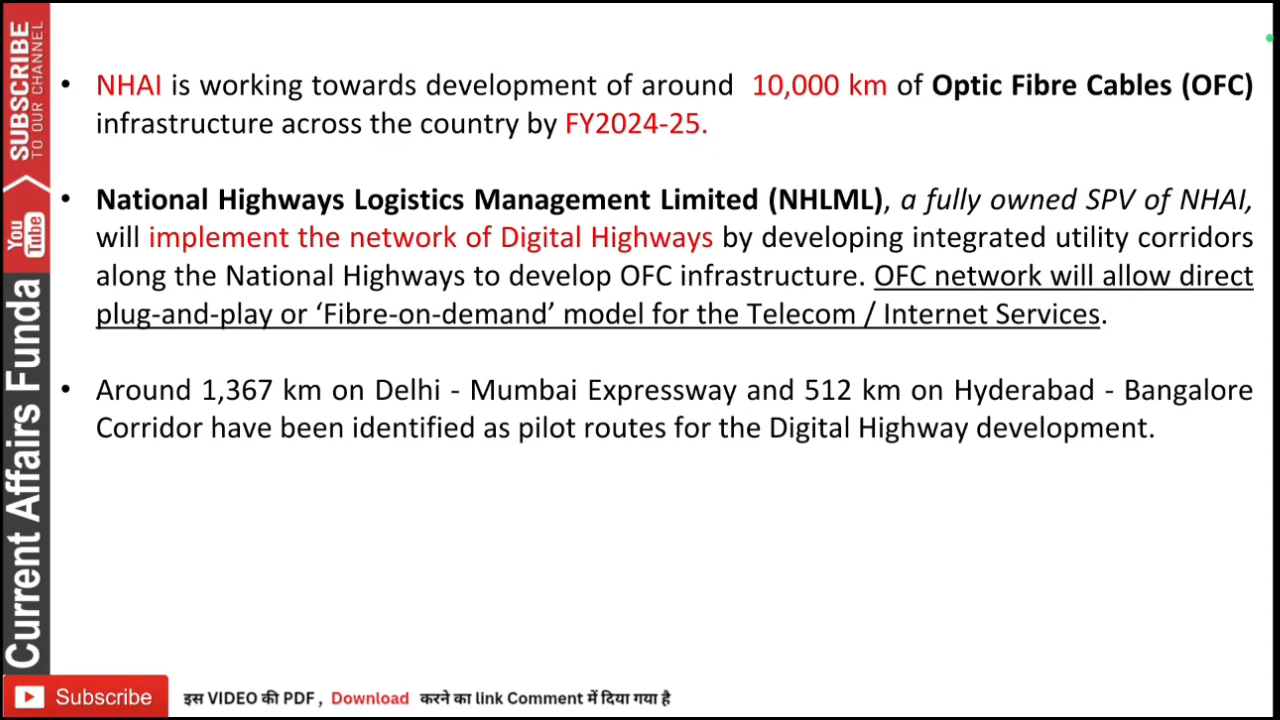 • NHAI is working towards development of around 10,000 km of Optic Fibre Cables (OFC)
infrastructure across the country by FY2024-25.
• National Highways Logistics Management Limited (NHLML), a fully owned SPV of NHAI,
will implement the network of Digital Highways by developing integrated utility corridors
along the National Highways to develop OFC infrastructure. OFC network will allow direct
plug-and-play or ‘Fibre-on-demand’ model for the Telecom / Internet Services.
• Around 1,367 km on Delhi - Mumbai Expressway and 512 km on Hyderabad - Bangalore
Corridor have been identified as pilot routes for the Digital Highway development.
SUBSCRIBE
TO OUR CHANNEL
You
Tube
Current Affairs Funda
Subscribe
इस VIDEO की PDF , Download करने का link Comment में दिया गया है